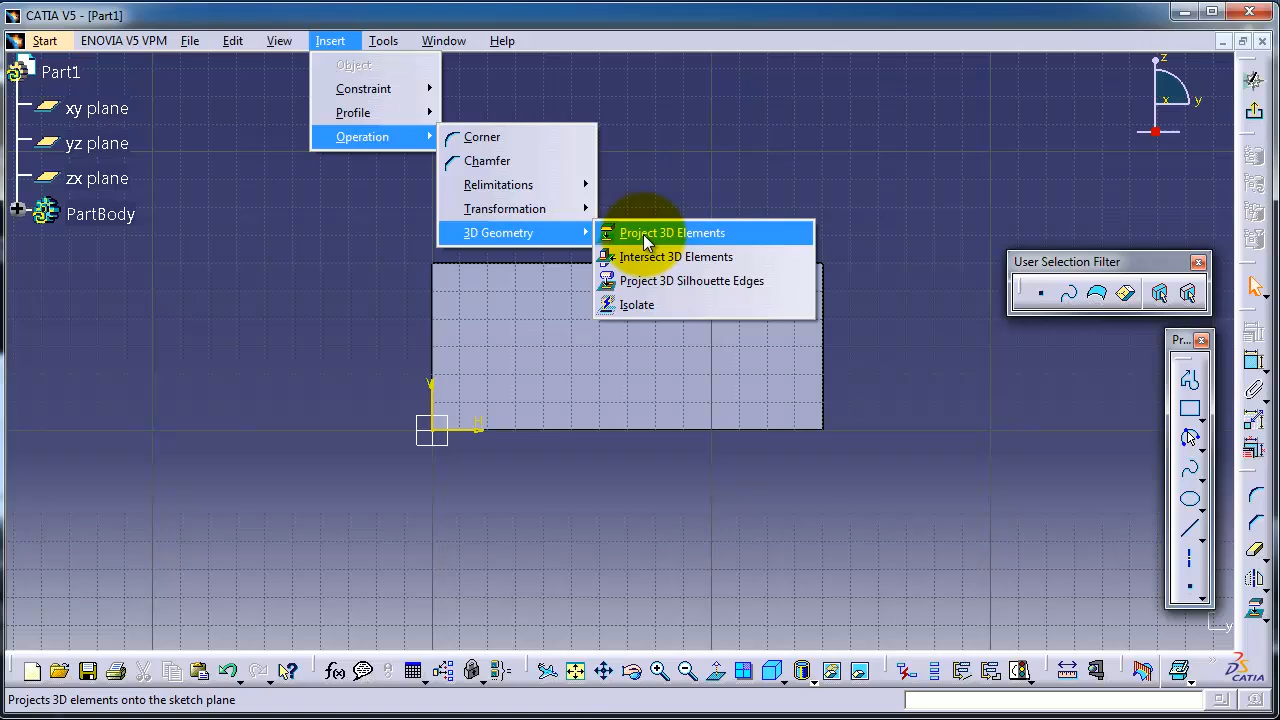 CATIA V5 - [Part1]
Start
ENOVIA V5 VPM
File
Edit
View
Insert
Tools
Window
Help
Part1
xy plane
yz plane
zx plane
PartBody
Object
Constraint
Profile
Operation
Corner
Chamfer
Relimitations
Transformation
3D Geometry
Project 3D Elements
Intersect 3D Elements
Project 3D Silhouette Edges
Isolate
z
x
y
User Selection Filter
Pr...
V
H
y
f(x)
CATIA
Projects 3D elements onto the sketch plane